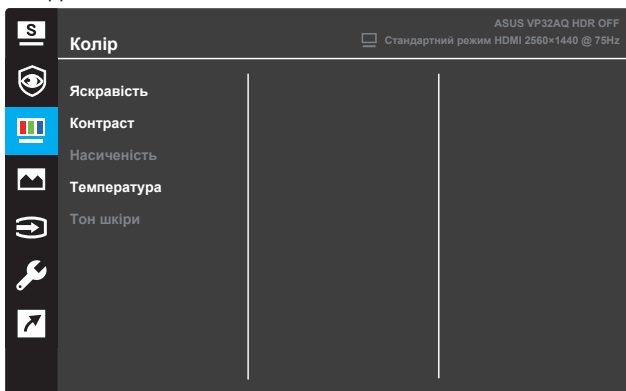 S
ASUS VP32AQ HDR OFF
Колір
Стандартний режим HDMI 2560×1440 @ 75Hz
Яскравість
Контраст
Насиченість
Температура
Тон шкіри